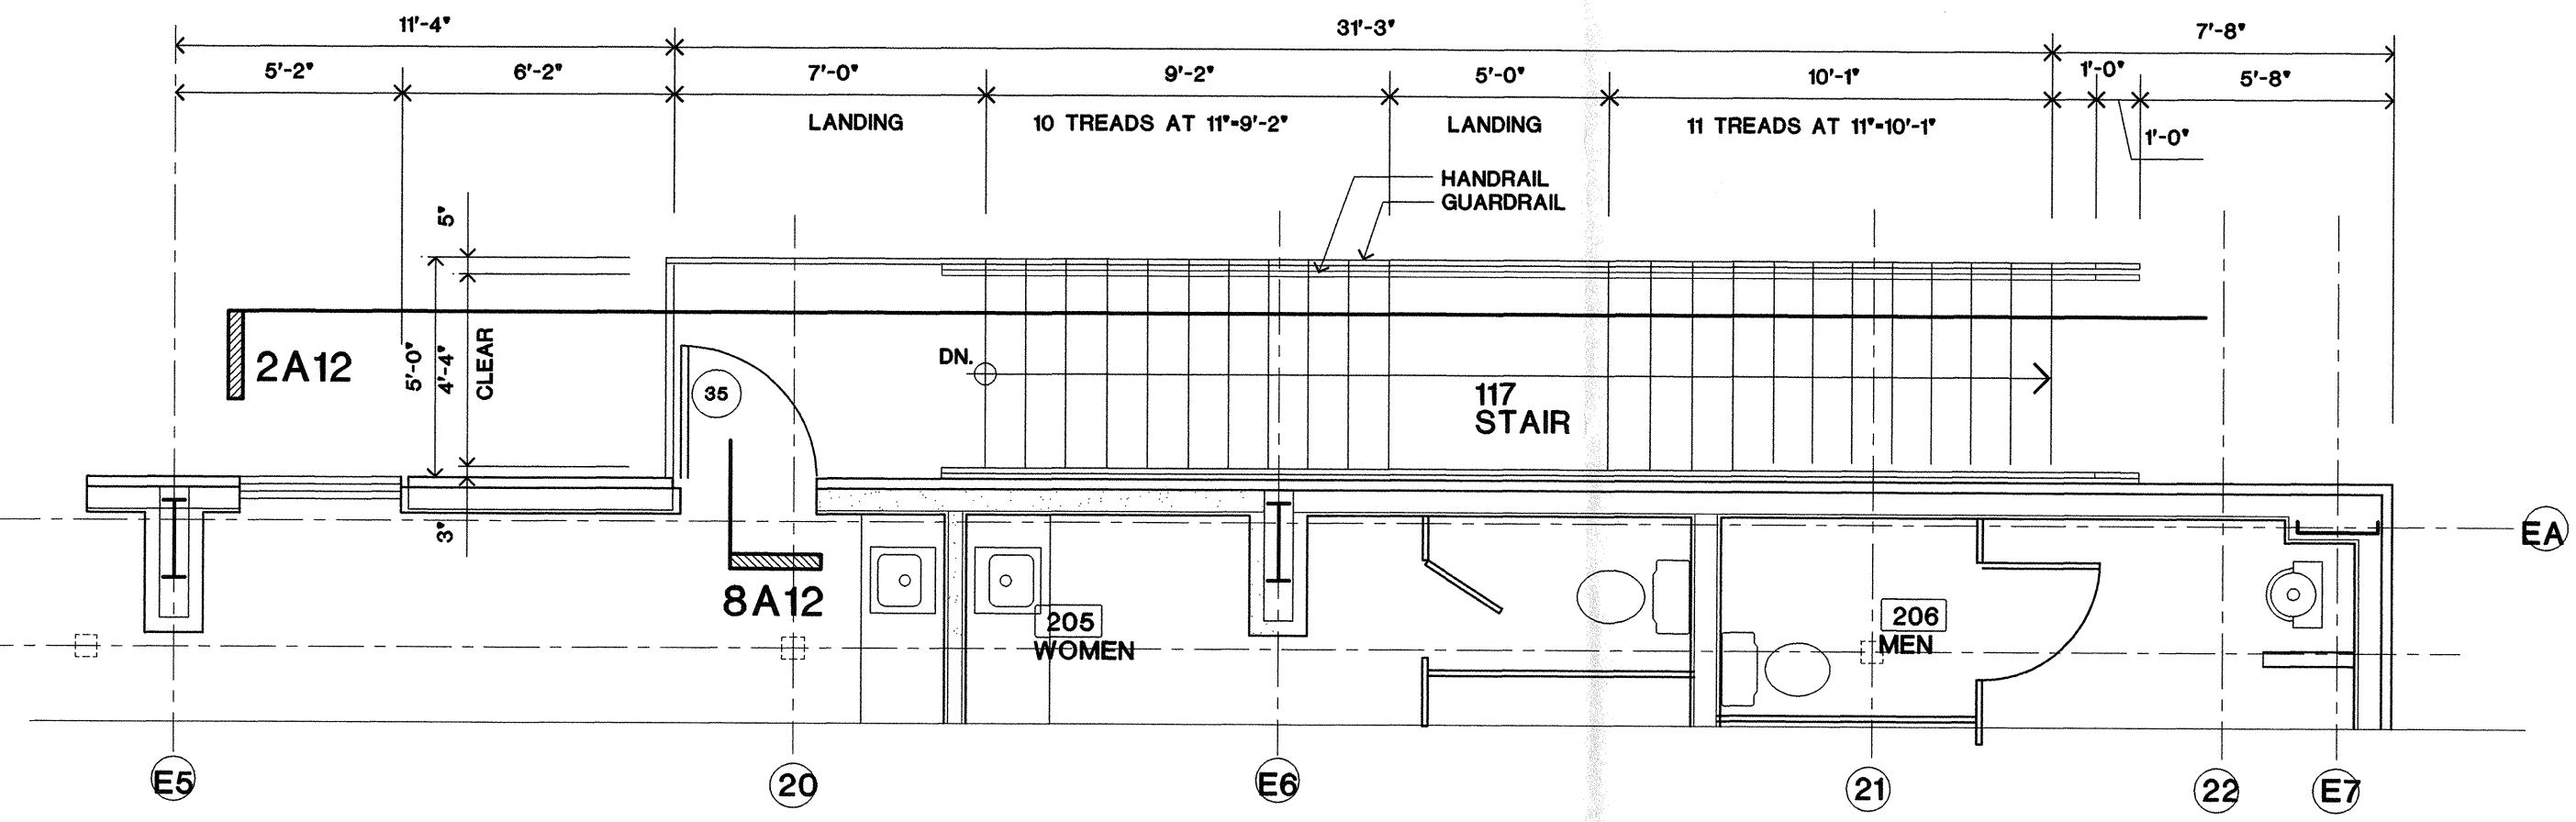 11'-4"
31'-3"
7'-8"
5'-2"
6'-2"
7'-0"
9'-2"
5'-0"
10'-1"
1'-0"
5'-8"
LANDING
10 TREADS AT 11"=9'-2"
LANDING
11 TREADS AT 11"=10'-1"
1'-0"
HANDRAIL
GUARDRAIL
5"
5'-0"
4'-4"
CLEAR
3"
2A12
DN.
35
117
STAIR
8A12
205
WOMEN
206
MEN
EA
E5
20
E6
21
22
E7